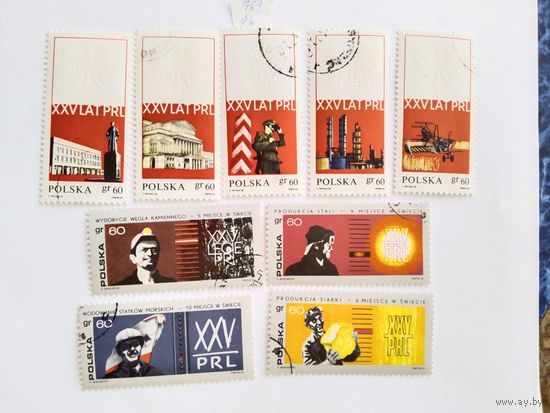 1969
XXV LAT PRL
POLSKA gr 60
XXV LAT PRL
POLSKA gr 60
XXV LAT PRL
POLSKA gr 60
XXV LAT PRL
POLSKA gr 60
XXV LAT PRL
POLSKA gr 60
WYDOBYCIE WĘGLA KAMIENNEGO - 5 MIEJSCE W ŚWIECIE
gr 60
POLSKA
XXV
LECIE
PRL
PRODUKCJA STALI - 9 MIEJSCE W ŚWIECIE
gr 60
POLSKA
XXV
PRL
WODOWANIE STATKÓW MORSKICH - 10 MIEJSCE W ŚWIECIE
gr 60
POLSKA
XXV
PRL
PRODUKCJA SIARKI - 6 MIEJSCE W ŚWIECIE
gr 60
POLSKA
XXV
PRL
www.ay.by